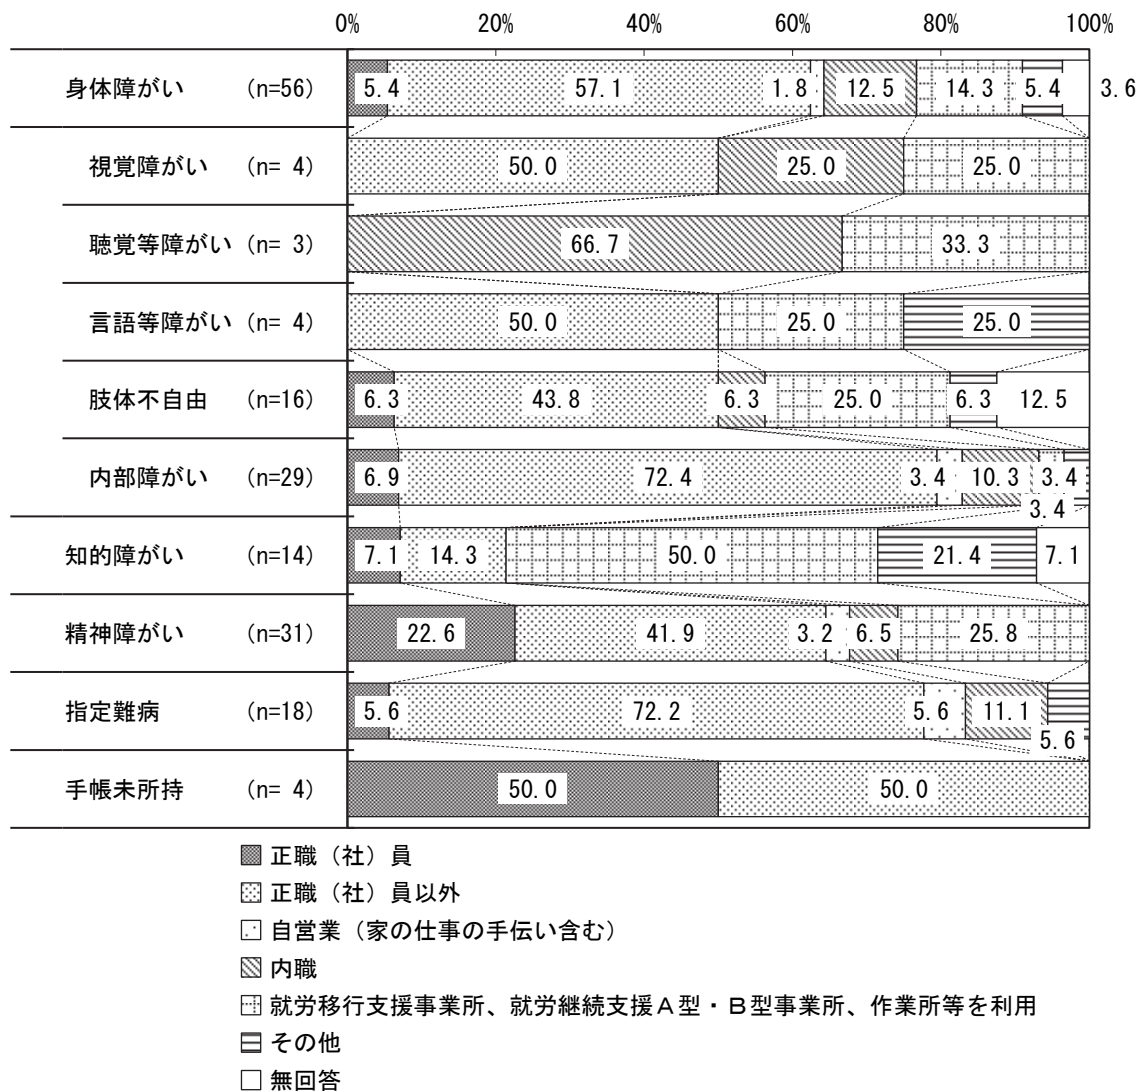 0% 20% 40% 60% 80% 100%
身体障がい (n=56) 5.4 57.1 1.8 12.5 14.3 5.4 3.6
視覚障がい (n= 4) 50.0 25.0 25.0
聴覚等障がい (n= 3) 66.7 33.3
言語等障がい (n= 4) 50.0 25.0 25.0
肢体不自由 (n=16) 6.3 43.8 6.3 25.0 6.3 12.5
内部障がい (n=29) 6.9 72.4 3.4 10.3 3.4
3.4
知的障がい (n=14) 7.1 14.3 50.0 21.4 7.1
精神障がい (n=31) 22.6 41.9 3.2 6.5 25.8
指定難病 (n=18) 5.6 72.2 5.6 11.1
5.6
手帳未所持 (n= 4) 50.0 50.0
正職（社）員
正職（社）員以外
自営業（家の仕事の手伝い含む）
内職
就労移行支援事業所、就労継続支援Ａ型・Ｂ型事業所、作業所等を利用
その他
無回答